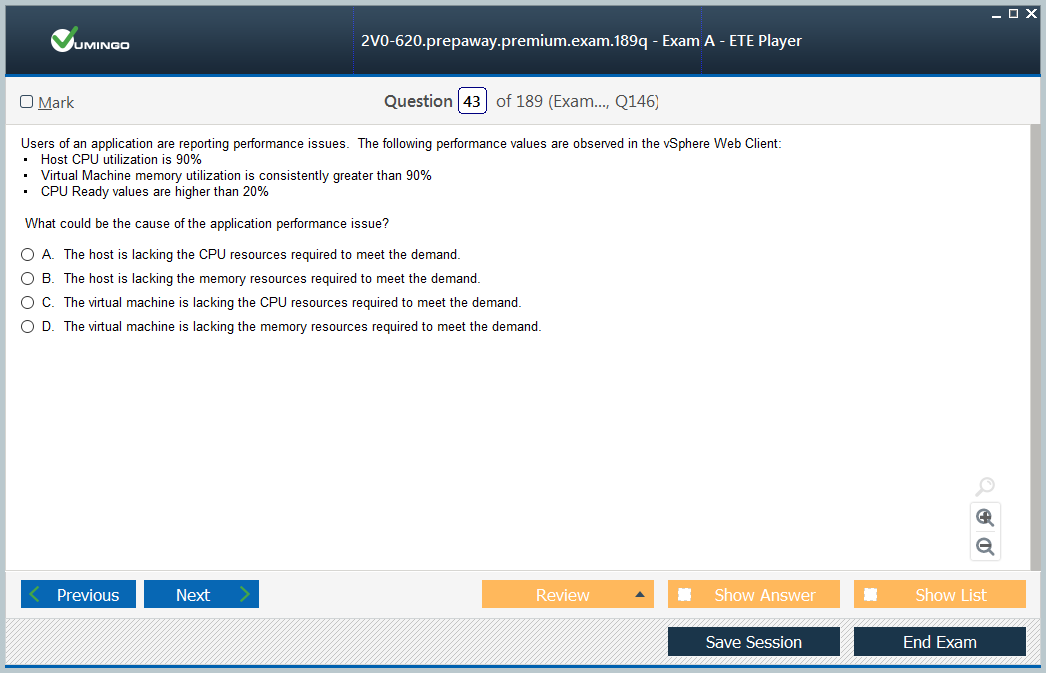 VUMINGO
2V0-620.prepaway.premium.exam.189q - Exam A - ETE Player
Mark
Question 43 of 189 (Exam..., Q146)
Users of an application are reporting performance issues.  The following performance values are observed in the vSphere Web Client:
• Host CPU utilization is 90%
• Virtual Machine memory utilization is consistently greater than 90%
• CPU Ready values are higher than 20%
What could be the cause of the application performance issue?
A. The host is lacking the CPU resources required to meet the demand.
B. The host is lacking the memory resources required to meet the demand.
C. The virtual machine is lacking the CPU resources required to meet the demand.
D. The virtual machine is lacking the memory resources required to meet the demand.
Previous Next Review Show Answer Show List
Save Session End Exam